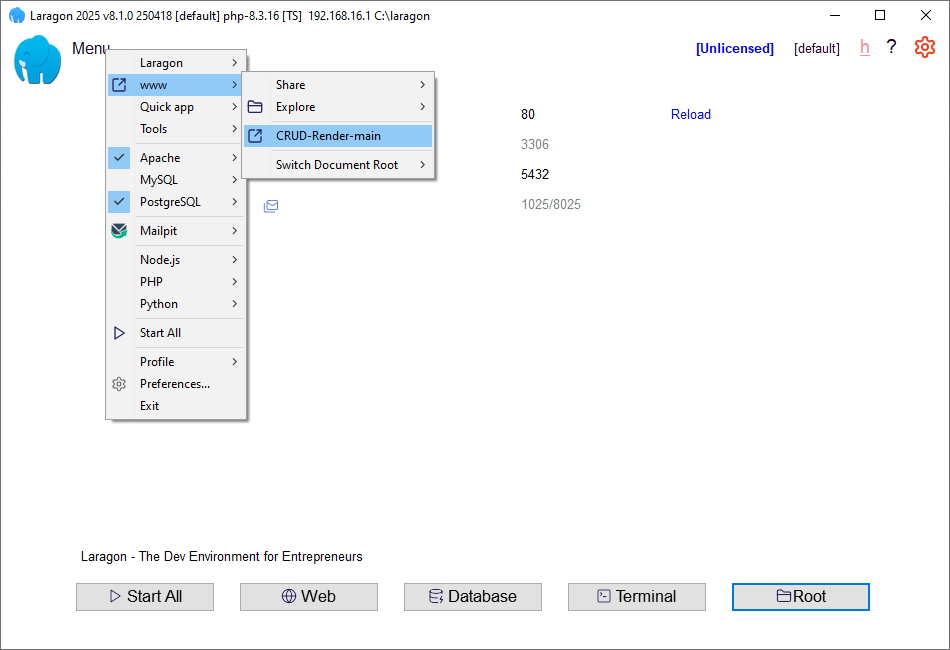 Laragon 2025 v8.1.0 250418 [default] php-8.3.16 [TS]  192.168.16.1 C:\laragon
Menu
[Unlicensed] [default] h ?
Laragon
www
Quick app
Tools
Apache
MySQL
PostgreSQL
Mailpit
Node.js
PHP
Python
Start All
Profile
Preferences...
Exit
Share
Explore
CRUD-Render-main
Switch Document Root
80 Reload
3306
5432
1025/8025
Laragon - The Dev Environment for Entrepreneurs
Start All Web Database Terminal Root